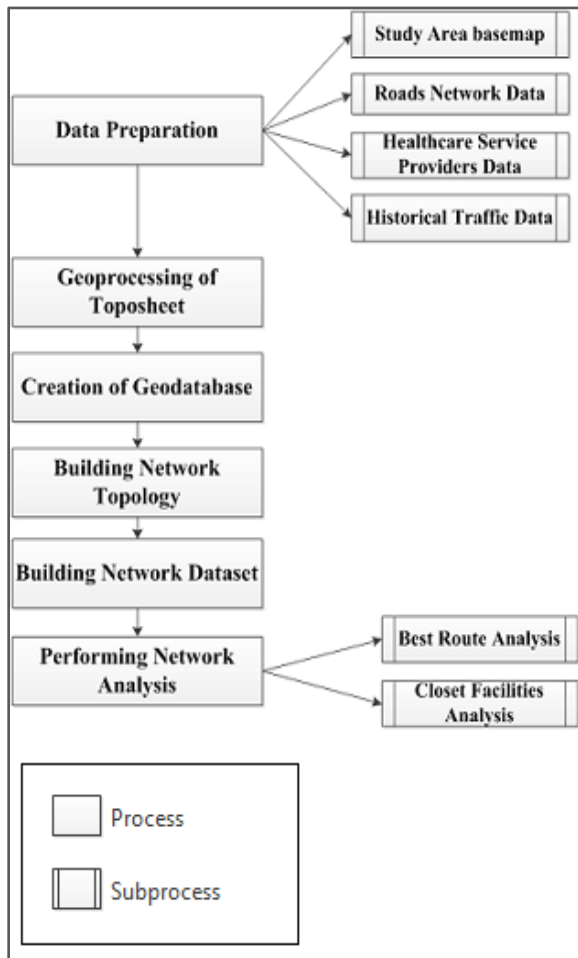 Study Area basemap
Roads Network Data
Data Preparation
Healthcare Service
Providers Data
Historical Traffic Data
Geoprocessing of
Toposheet
Creation of Geodatabase
Building Network
Topology
Building Network Dataset
Performing Network
Analysis
Best Route Analysis
Closet Facilities
Analysis
Process
Subprocess